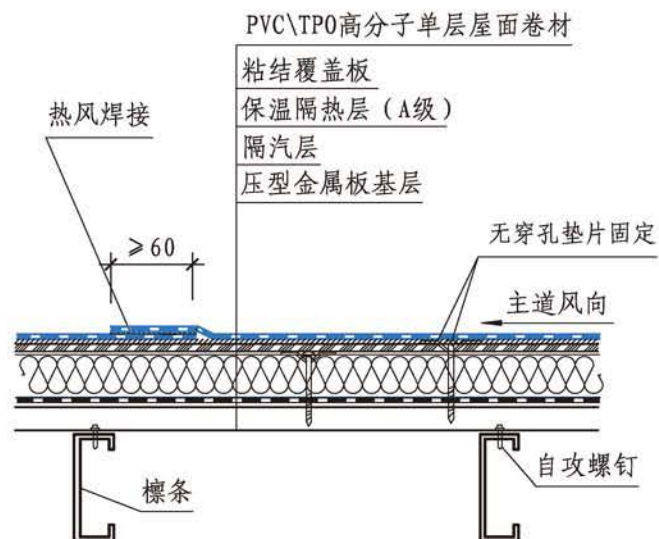 PVC\TPO高分子单层屋面卷材
粘结覆盖板
保温隔热层（A级）
隔汽层
压型金属板基层
热风焊接
≥60
无穿孔垫片固定
主道风向
自攻螺钉
檩条